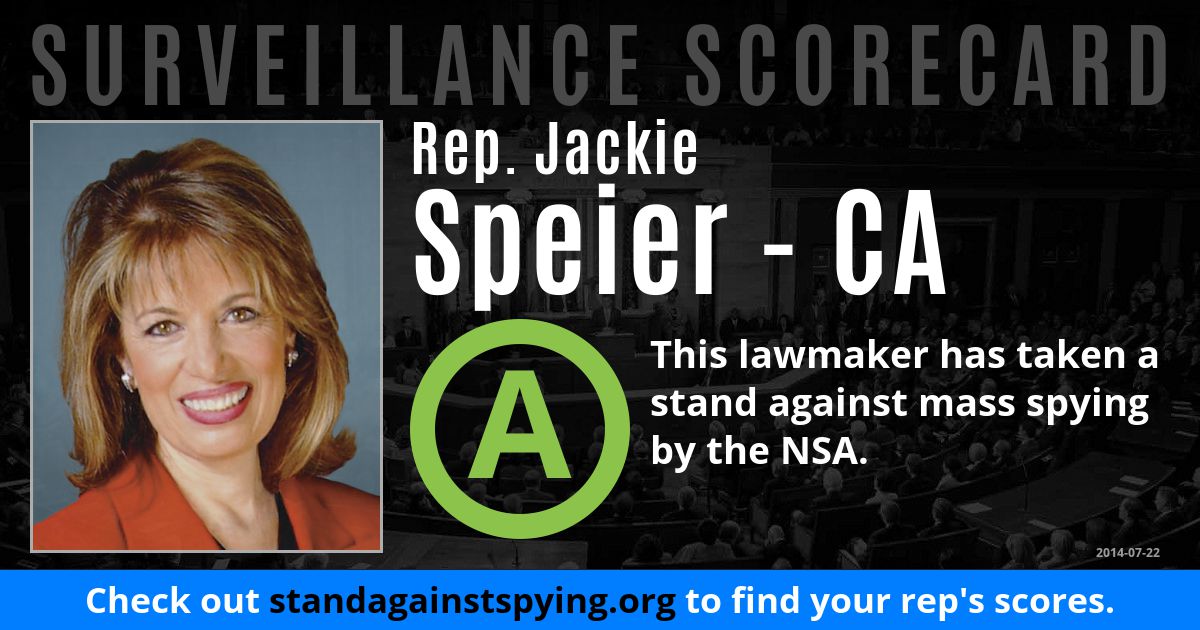 SURVEILLANCE SCORECARD
Rep. Jackie
Speier - CA
A
This lawmaker has taken a
stand against mass spying
by the NSA.
2014-07-22
Check out standagainstspying.org to find your rep's scores.